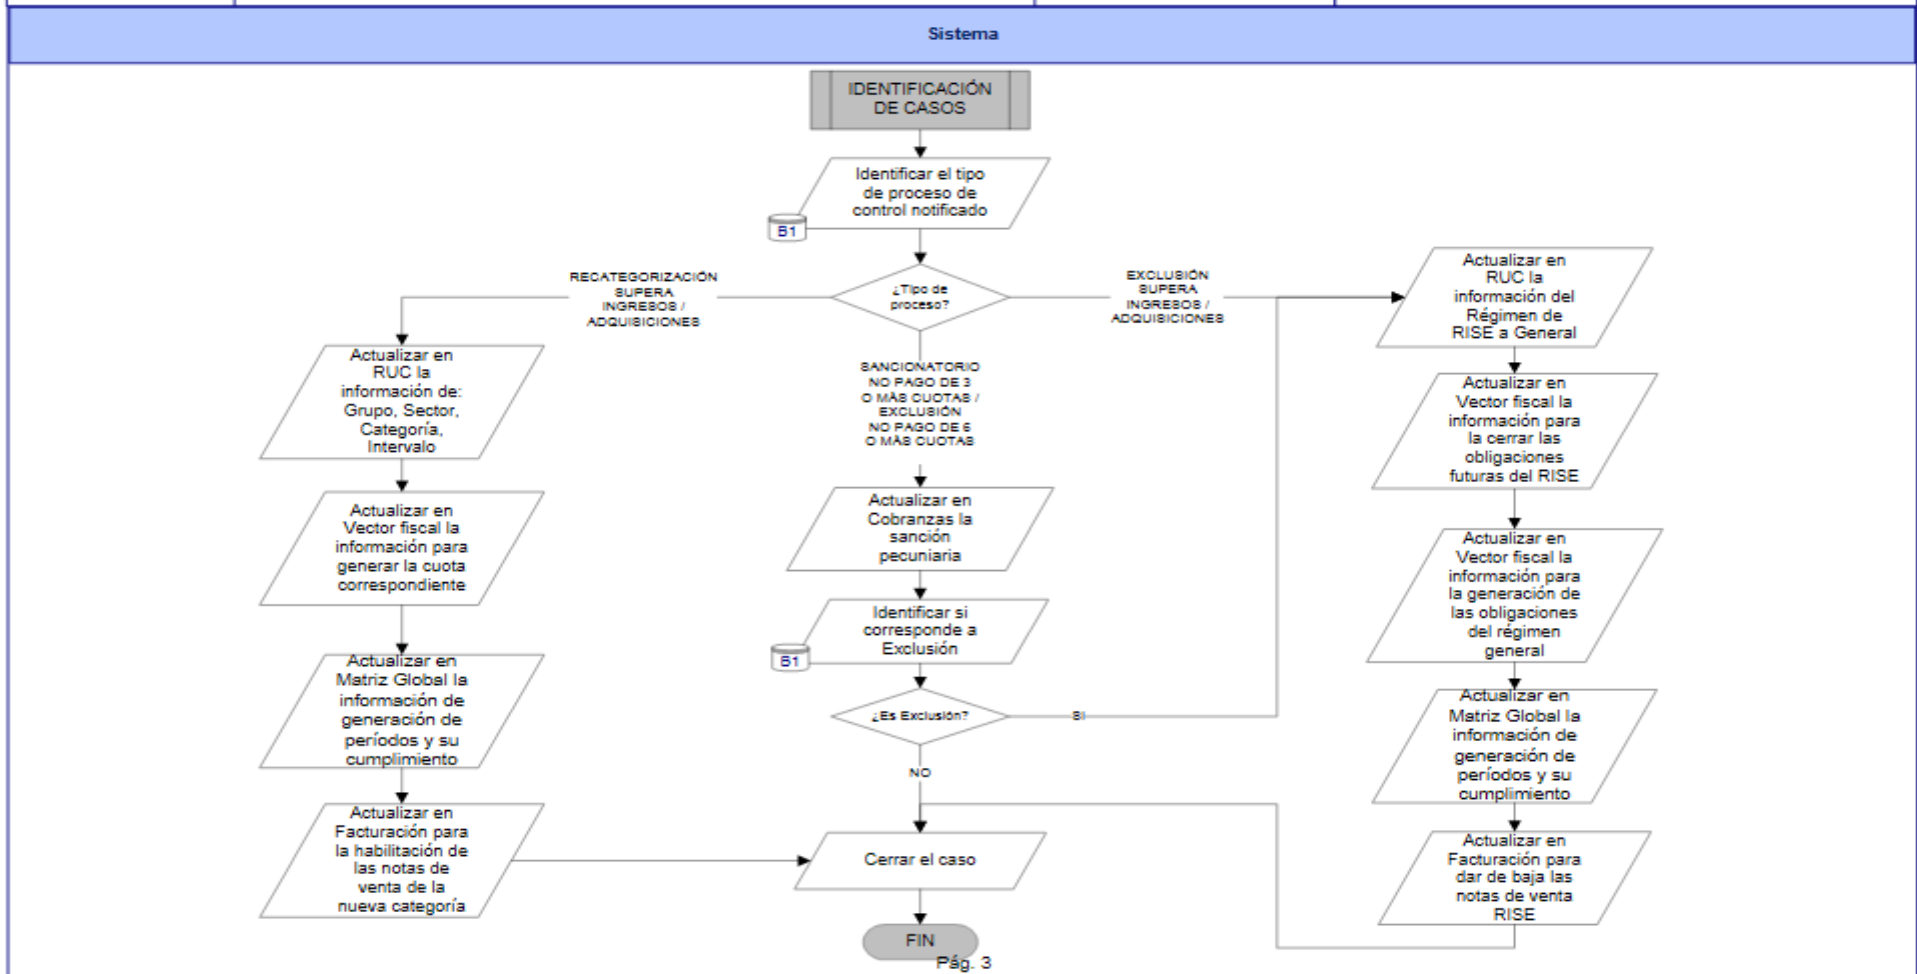 Sistema
IDENTIFICACIÓN
DE CASOS
Identificar el tipo
de proceso de
control notificado
B1
¿Tipo de
proceso?
RECATEGORIZACIÓN
SUPERA
INGRESOS /
ADQUISICIONES
EXCLUSIÓN
SUPERA
INGRESOS /
ADQUISICIONES
SANCIONATORIO
NO PAGO DE 3
O MÁS CUOTAS /
EXCLUSIÓN
NO PAGO DE 6
O MÁS CUOTAS
Actualizar en
RUC la
información de:
Grupo, Sector,
Categoría,
Intervalo
Actualizar en
Vector fiscal la
información para
generar la cuota
correspondiente
Actualizar en
Matriz Global la
información de
generación de
períodos y su
cumplimiento
Actualizar en
Facturación para
la habilitación de
las notas de
venta de la
nueva categoría
Actualizar en
Cobranzas la
sanción
pecuniaria
Identificar si
corresponde a
Exclusión
B1
¿Es Exclusión?
SI
NO
Cerrar el caso
FIN
Actualizar en
RUC la
información del
Régimen de
RISE a General
Actualizar en
Vector fiscal la
información para
la cerrar las
obligaciones
futuras del RISE
Actualizar en
Vector fiscal la
información para
la generación de
las obligaciones
del régimen
general
Actualizar en
Matriz Global la
información de
generación de
períodos y su
cumplimiento
Actualizar en
Facturación para
dar de baja las
notas de venta
RISE
Pág. 3